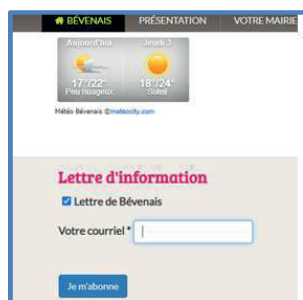 BÉVENAIS PRÉSENTATION VOTRE MAIRIE
Aujourd'hui Jeudi 3
17°/22° 18°/24°
Peu nuageux Soleil
Météo Bévenais ©meteocity.com
Lettre d'information
Lettre de Bévenais
Votre courriel *
Je m'abonne